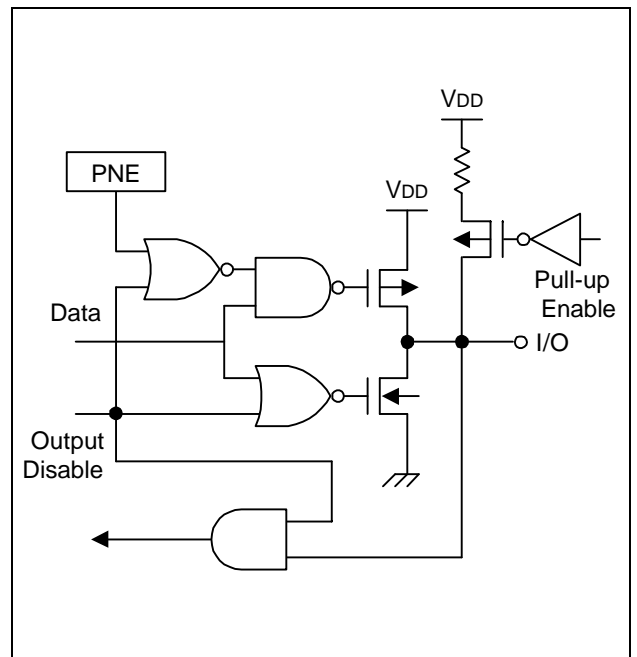 VDD
PNE
VDD
Pull-up
Enable
Data
I/O
Output
Disable